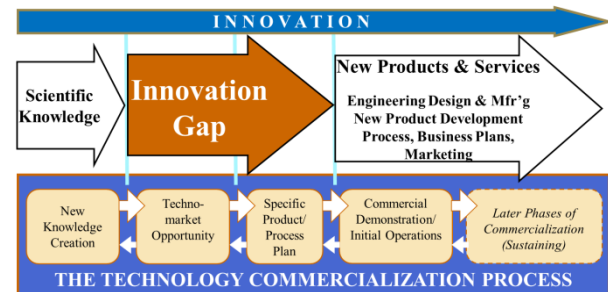 INNOVATION
Scientific
Knowledge
Innovation
Gap
New Products & Services
Engineering Design & Mfr'g
New Product Development
Process, Business Plans,
Marketing
New
Knowledge
Creation
Techno-
market
Opportunity
Specific
Product/
Process
Plan
Commercial
Demonstration/
Initial Operations
Later Phases of
Commercialization
(Sustaining)
THE TECHNOLOGY COMMERCIALIZATION PROCESS